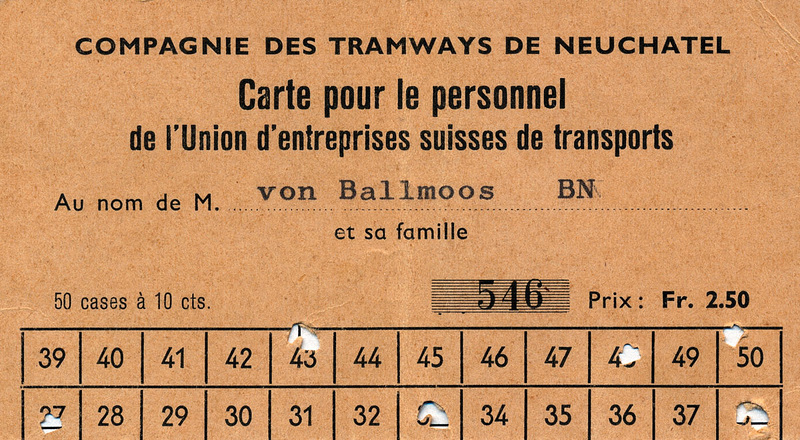 COMPAGNIE DES TRAMWAYS DE NEUCHATEL
Carte pour le personnel
de l'Union d'entreprises suisses de transports
Au nom de M. von Ballmoos BN
et sa famille
50 cases à 10 cts. 546 Prix: Fr. 2.50
39 40 41 42 43 44 45 46 47 48 49 50
27 28 29 30 31 32 34 35 36 37